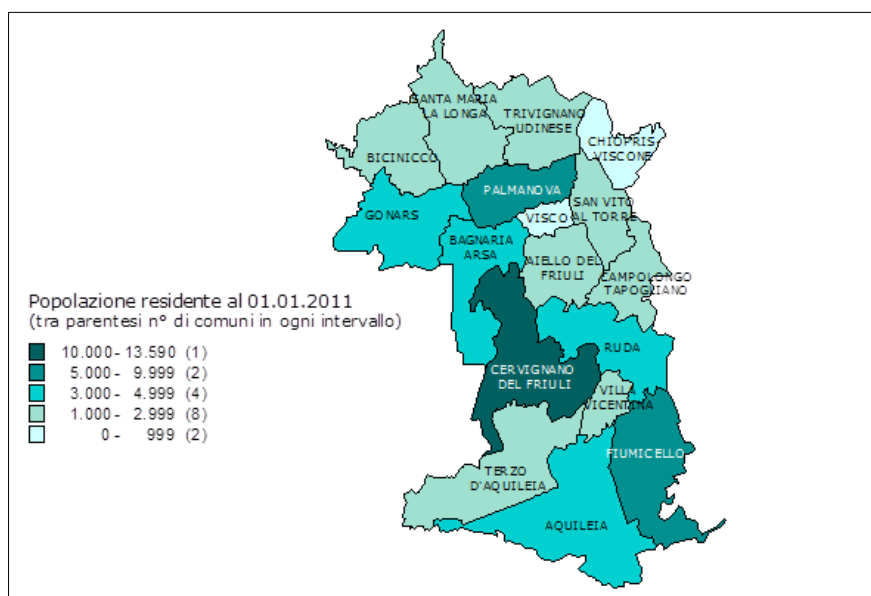 SANTA MARIA
LA LONGA
TRIVIGNANO
UDINESE
CHIOPRIS
VISCONE
BICINICCO
PALMANOVA
SAN VITO
AL TORRE
GONARS
VISCO
BAGNARIA
ARSA
AIELLO DEL
FRIULI
CAMPOLONGO
TAPOGLIANO
Popolazione residente al 01.01.2011
(tra parentesi n° di comuni in ogni intervallo)
10.000 - 13.590 (1)
5.000 - 9.999 (2)
3.000 - 4.999 (4)
1.000 - 2.999 (8)
0 - 999 (2)
RUDA
CERVIGNANO
DEL FRIULI
VILLA
VICENTINA
FIUMICELLO
TERZO
D'AQUILEIA
AQUILEIA